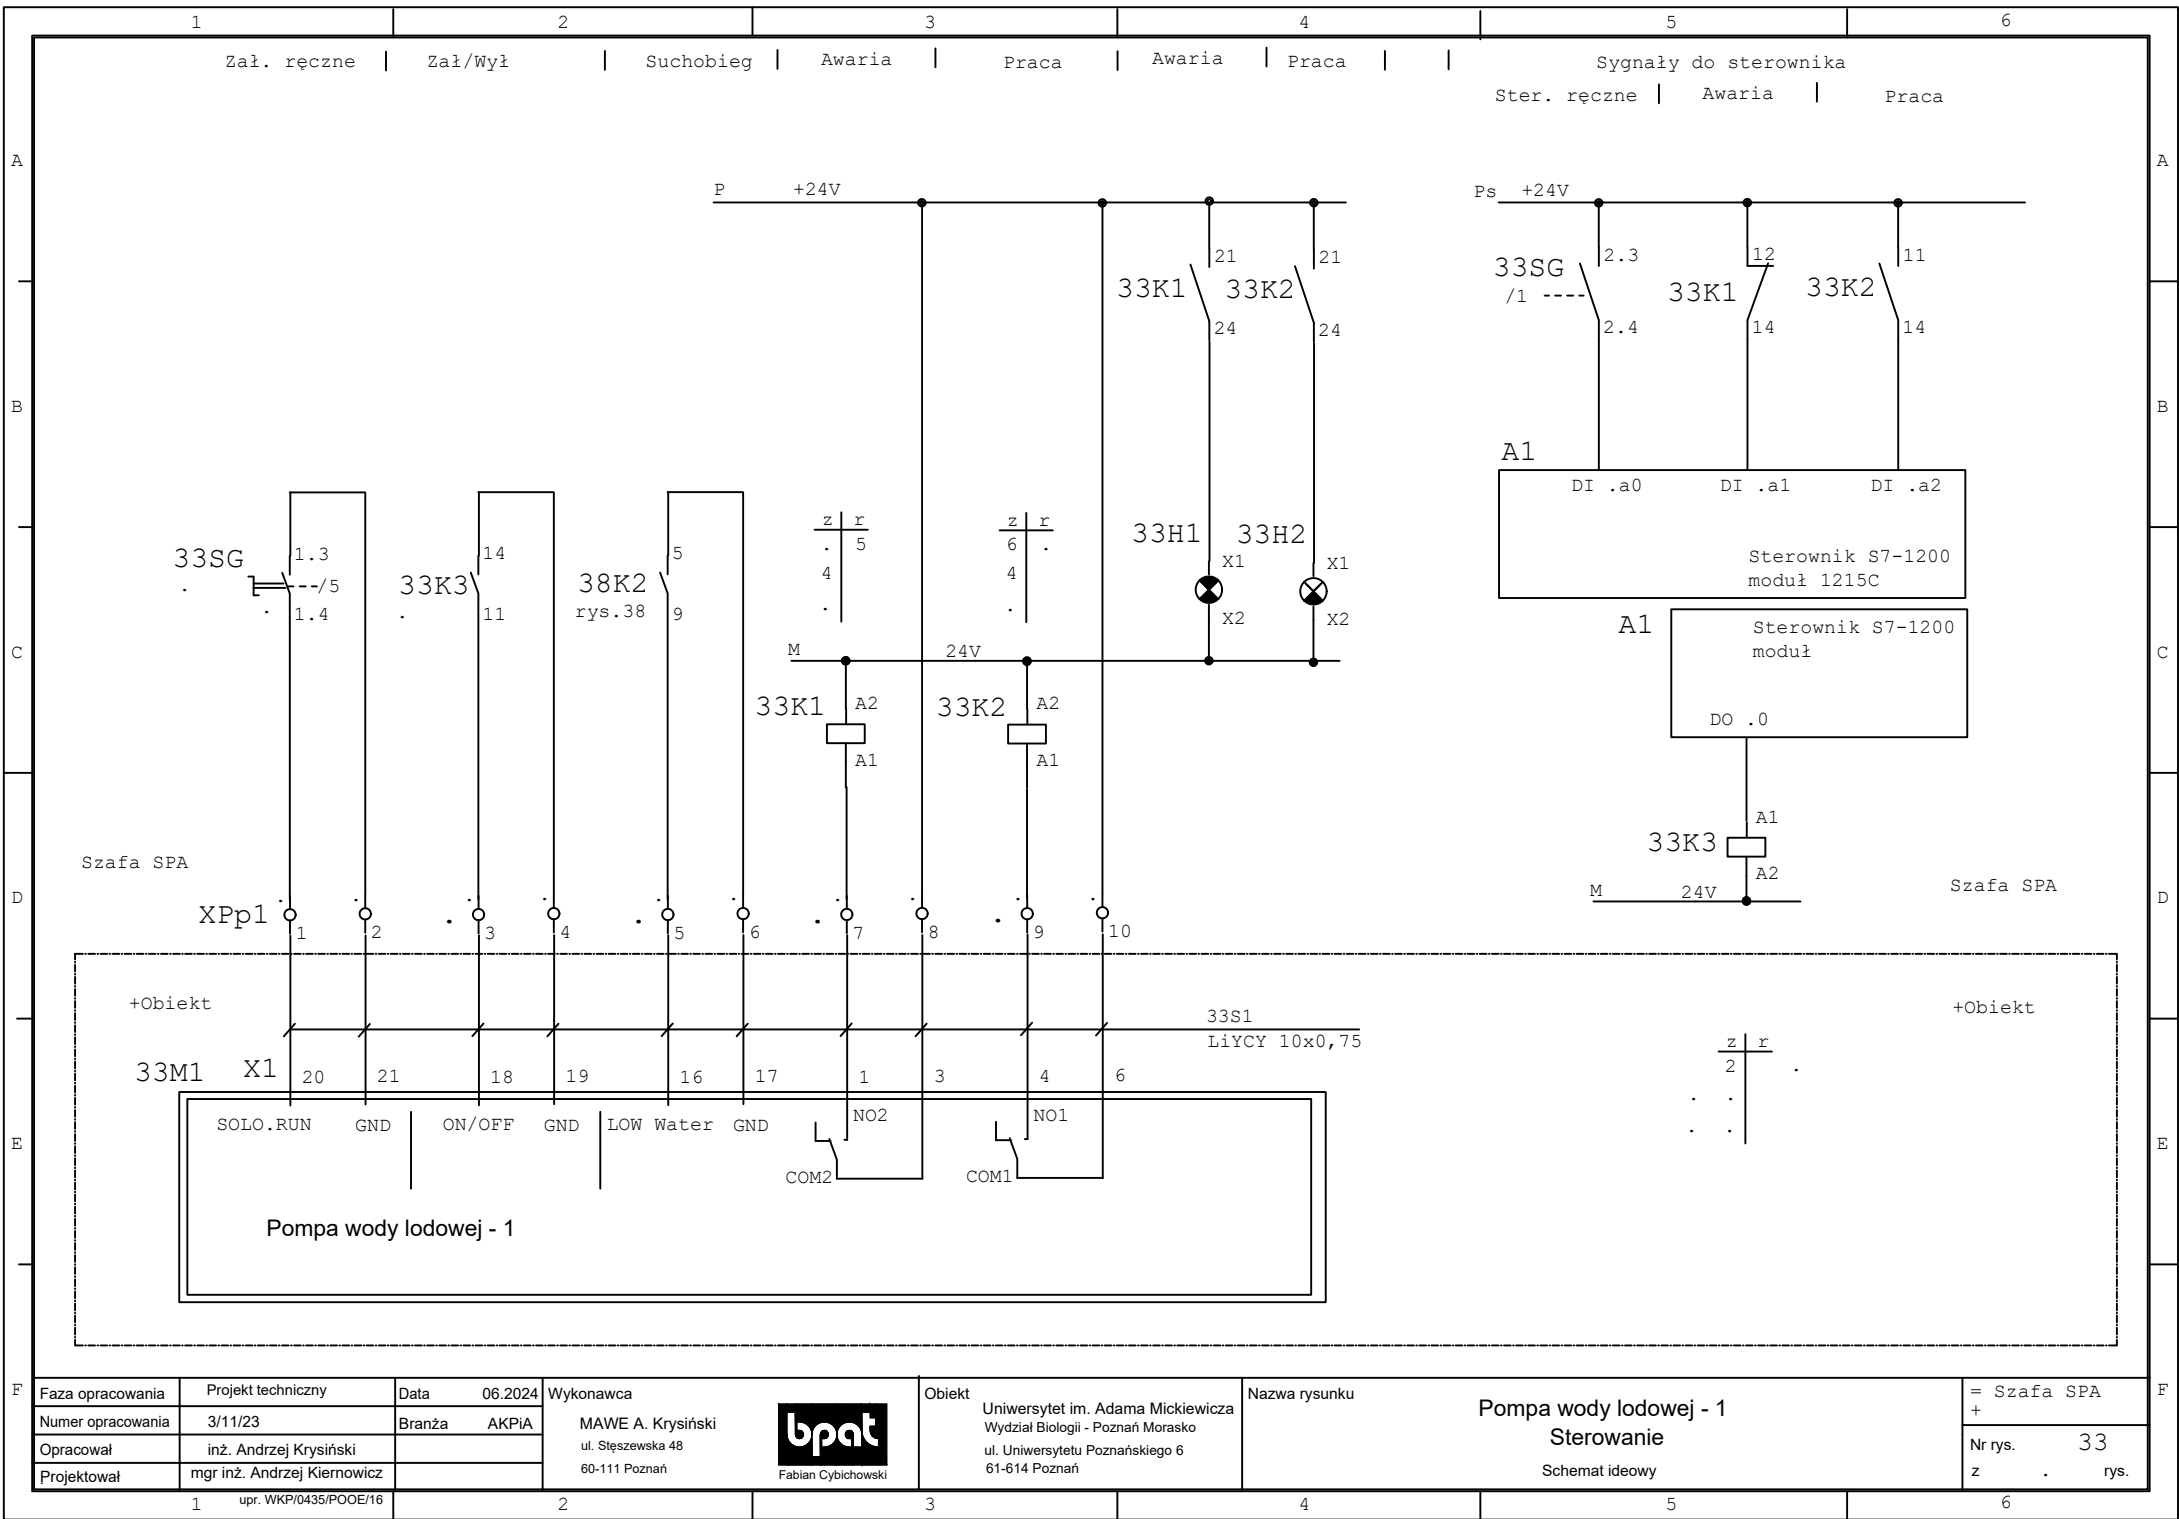 1 2 3 4 5 6
Zał. ręczne Zał/Wył Suchobieg Awaria Praca Awaria Praca Sygnały do sterownika
Ster. ręczne Awaria Praca
A A
P +24V Ps +24V
21 21 2.3 12 11
33SG 33K1 33K2
33K1 33K2
/1
24 24 2.4 14 14
B B
A1
DI .a0 DI .a1 DI .a2
z r z r
. 5 6 .
4 4
. .
33H1 33H2
X1 X1
X2 X2
Sterownik S7-1200
moduł 1215C
33SG 1.3 14 5
. /5 33K3 38K2
. 1.4 . 11 rys.38 9
A1 Sterownik S7-1200
moduł
C C
M 24V
33K1 A2 33K2 A2
A1 A1
DO .0
A1
33K3
A2
M 24V
Szafa SPA Szafa SPA
D D
XPp1 1 2 3 4 5 6 7 8 9 10
+Obiekt +Obiekt
33S1
LiYCY 10x0,75
z r
2 .
. .
. .
33M1 X1 20 21 18 19 16 17 1 3 4 6
SOLO.RUN GND ON/OFF GND LOW Water GND NO2 NO1
E E
COM2 COM1
Pompa wody lodowej - 1
F F
Faza opracowania Projekt techniczny Data 06.2024
Numer opracowania 3/11/23 Branża AKPiA
Opracował inż. Andrzej Krysiński
Projektował mgr inż. Andrzej Kiernowicz
upr. WKP/0435/POOE/16
Wykonawca
MAWE A. Krysiński
ul. Stęszewska 48
60-111 Poznań
bpat
Fabian Cybichowski
Obiekt
Uniwersytet im. Adama Mickiewicza
Wydział Biologii - Poznań Morasko
ul. Uniwersytetu Poznańskiego 6
61-614 Poznań
Nazwa rysunku
Pompa wody lodowej - 1
Sterowanie
Schemat ideowy
= Szafa SPA
+
Nr rys. 33
z . rys.
1 2 3 4 5 6